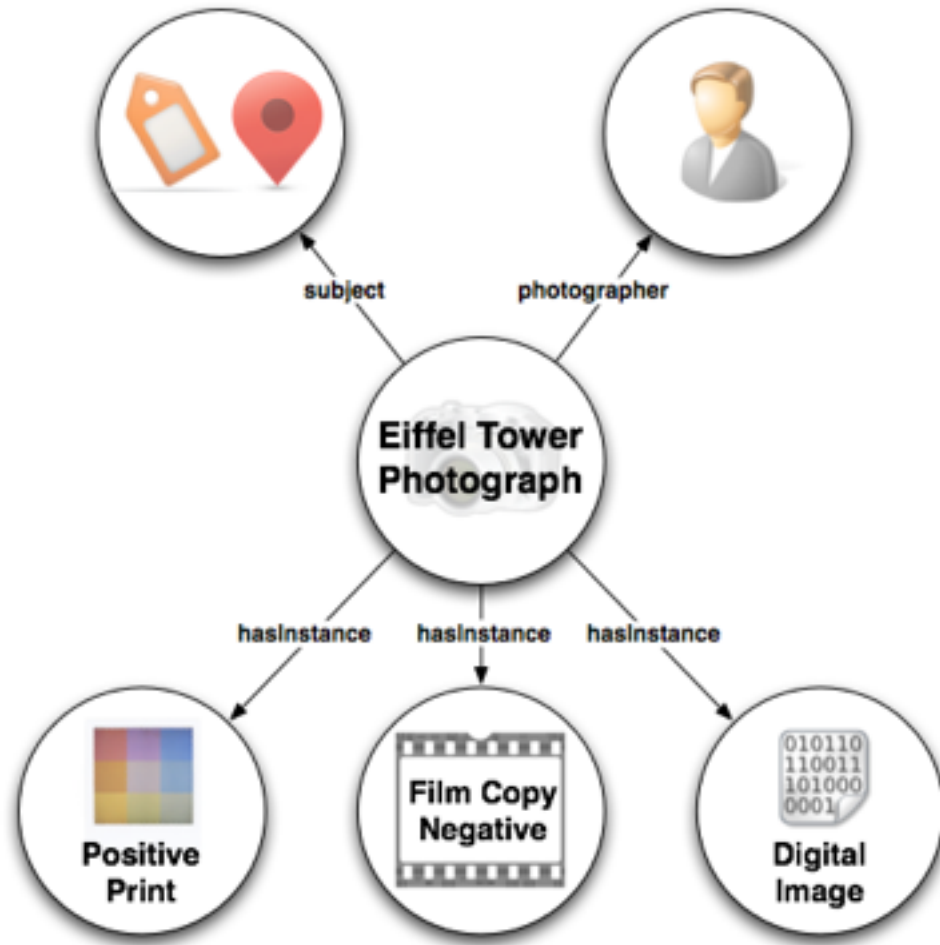 subject
photographer
Eiffel Tower
Photograph
hasInstance
hasInstance
hasInstance
Positive
Print
Film Copy
Negative
010110
110011
101000
0001
Digital
Image